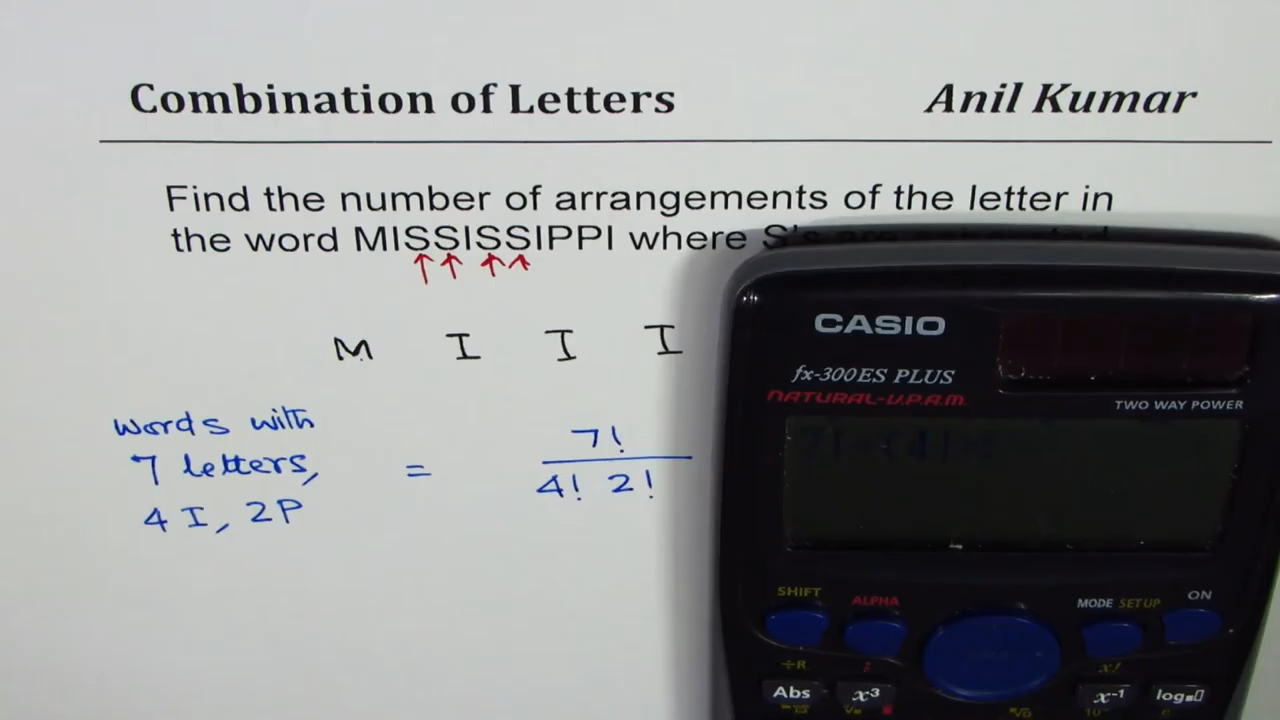 Combination of Letters Anil Kumar
Find the number of arrangements of the letter in
the word MISSISSIPPI where S's are
M I I I
words with
7 letters,
4 I, 2P
=
7!
4! 2!
CASIO
fx-300ES PLUS
NATURAL-V.P.A.M.
TWO WAY POWER
SHIFT ALPHA MODE SETUP ON
÷R x!
Abs x³ x⁻¹ log